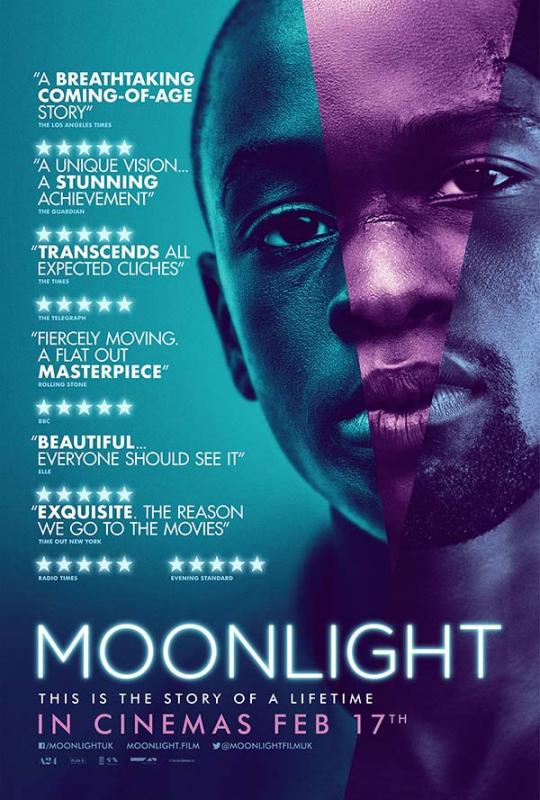 "A BREATHTAKING
COMING-OF-AGE
STORY"
THE LOS ANGELES TIMES
"A UNIQUE VISION...
A STUNNING
ACHIEVEMENT"
THE GUARDIAN
"TRANSCENDS ALL
EXPECTED CLICHES"
THE TIMES
THE TELEGRAPH
"FIERCELY MOVING.
A FLAT OUT
MASTERPIECE"
ROLLING STONE
BBC
"BEAUTIFUL...
EVERYONE SHOULD SEE IT"
ELLE
"EXQUISITE. THE REASON
WE GO TO THE MOVIES"
TIME OUT NEW YORK
RADIO TIMES EVENING STANDARD
MOONLIGHT
THIS IS THE STORY OF A LIFETIME
IN CINEMAS FEB 17TH
/MOONLIGHTUK MOONLIGHT.FILM @MOONLIGHTFILMUK
A24